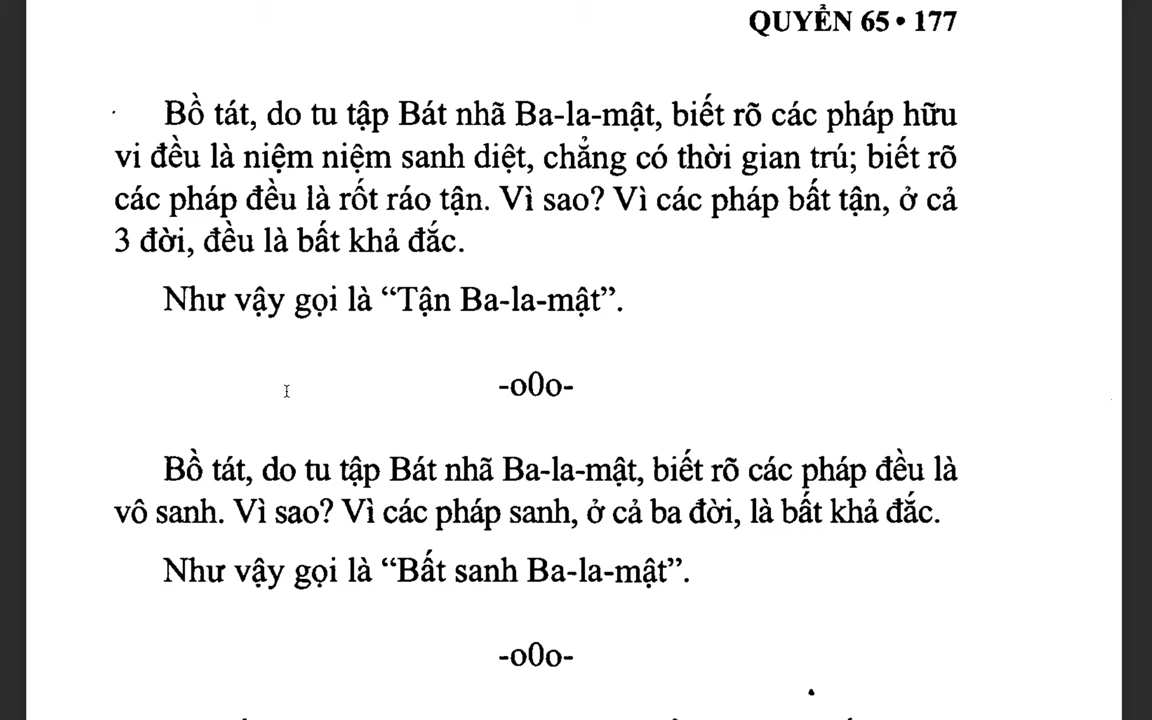 QUYỂN 65 • 177
Bồ tát, do tu tập Bát nhã Ba-la-mật, biết rõ các pháp hữu
vi đều là niệm niệm sanh diệt, chẳng có thời gian trú; biết rõ
các pháp đều là rốt ráo tận. Vì sao? Vì các pháp bất tận, ở cả
3 đời, đều là bất khả đắc.
Như vậy gọi là “Tận Ba-la-mật”.
-o0o-
Bồ tát, do tu tập Bát nhã Ba-la-mật, biết rõ các pháp đều là
vô sanh. Vì sao? Vì các pháp sanh, ở cả ba đời, là bất khả đắc.
Như vậy gọi là “Bất sanh Ba-la-mật”.
-o0o-